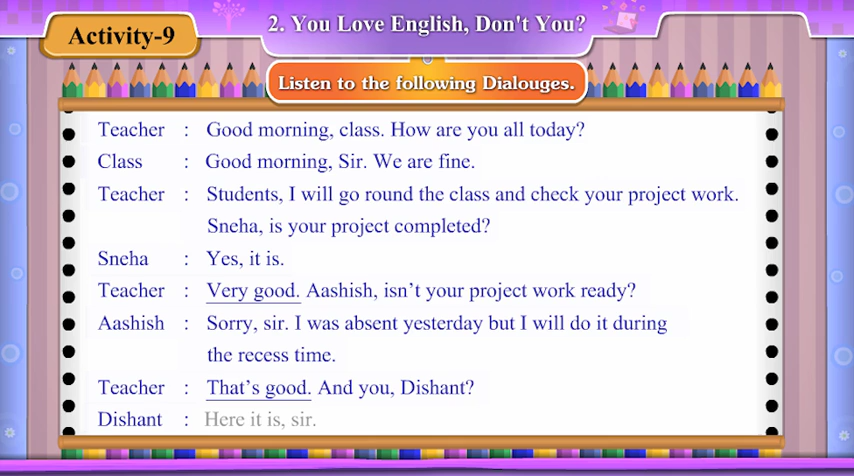 Activity-9
2. You Love English, Don't You?
Listen to the following Dialouges.
Teacher : Good morning, class. How are you all today?
Class : Good morning, Sir. We are fine.
Teacher : Students, I will go round the class and check your project work.
Sneha, is your project completed?
Sneha : Yes, it is.
Teacher : Very good. Aashish, isn't your project work ready?
Aashish : Sorry, sir. I was absent yesterday but I will do it during
the recess time.
Teacher : That's good. And you, Dishant?
Dishant : Here it is, sir.